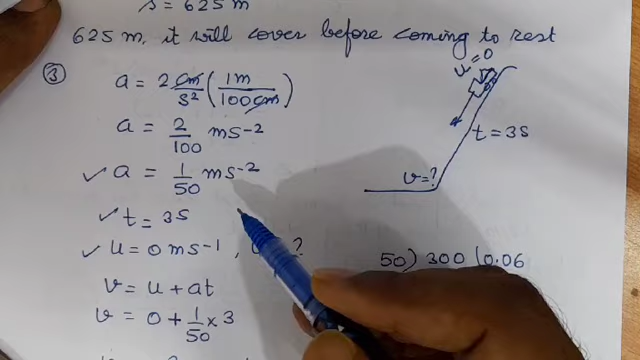 s = 625 m
625 m, it will cover before coming to rest
③ a = 2 cm/s² (1m/100cm)
a = 2/100 ms⁻²
✓ a = 1/50 ms⁻²
✓ t = 3s
✓ u = 0 ms⁻¹, ?
v = u + at
v = 0 + 1/50 × 3
u = 0
t = 3s
v = ?
50) 300 (0.06